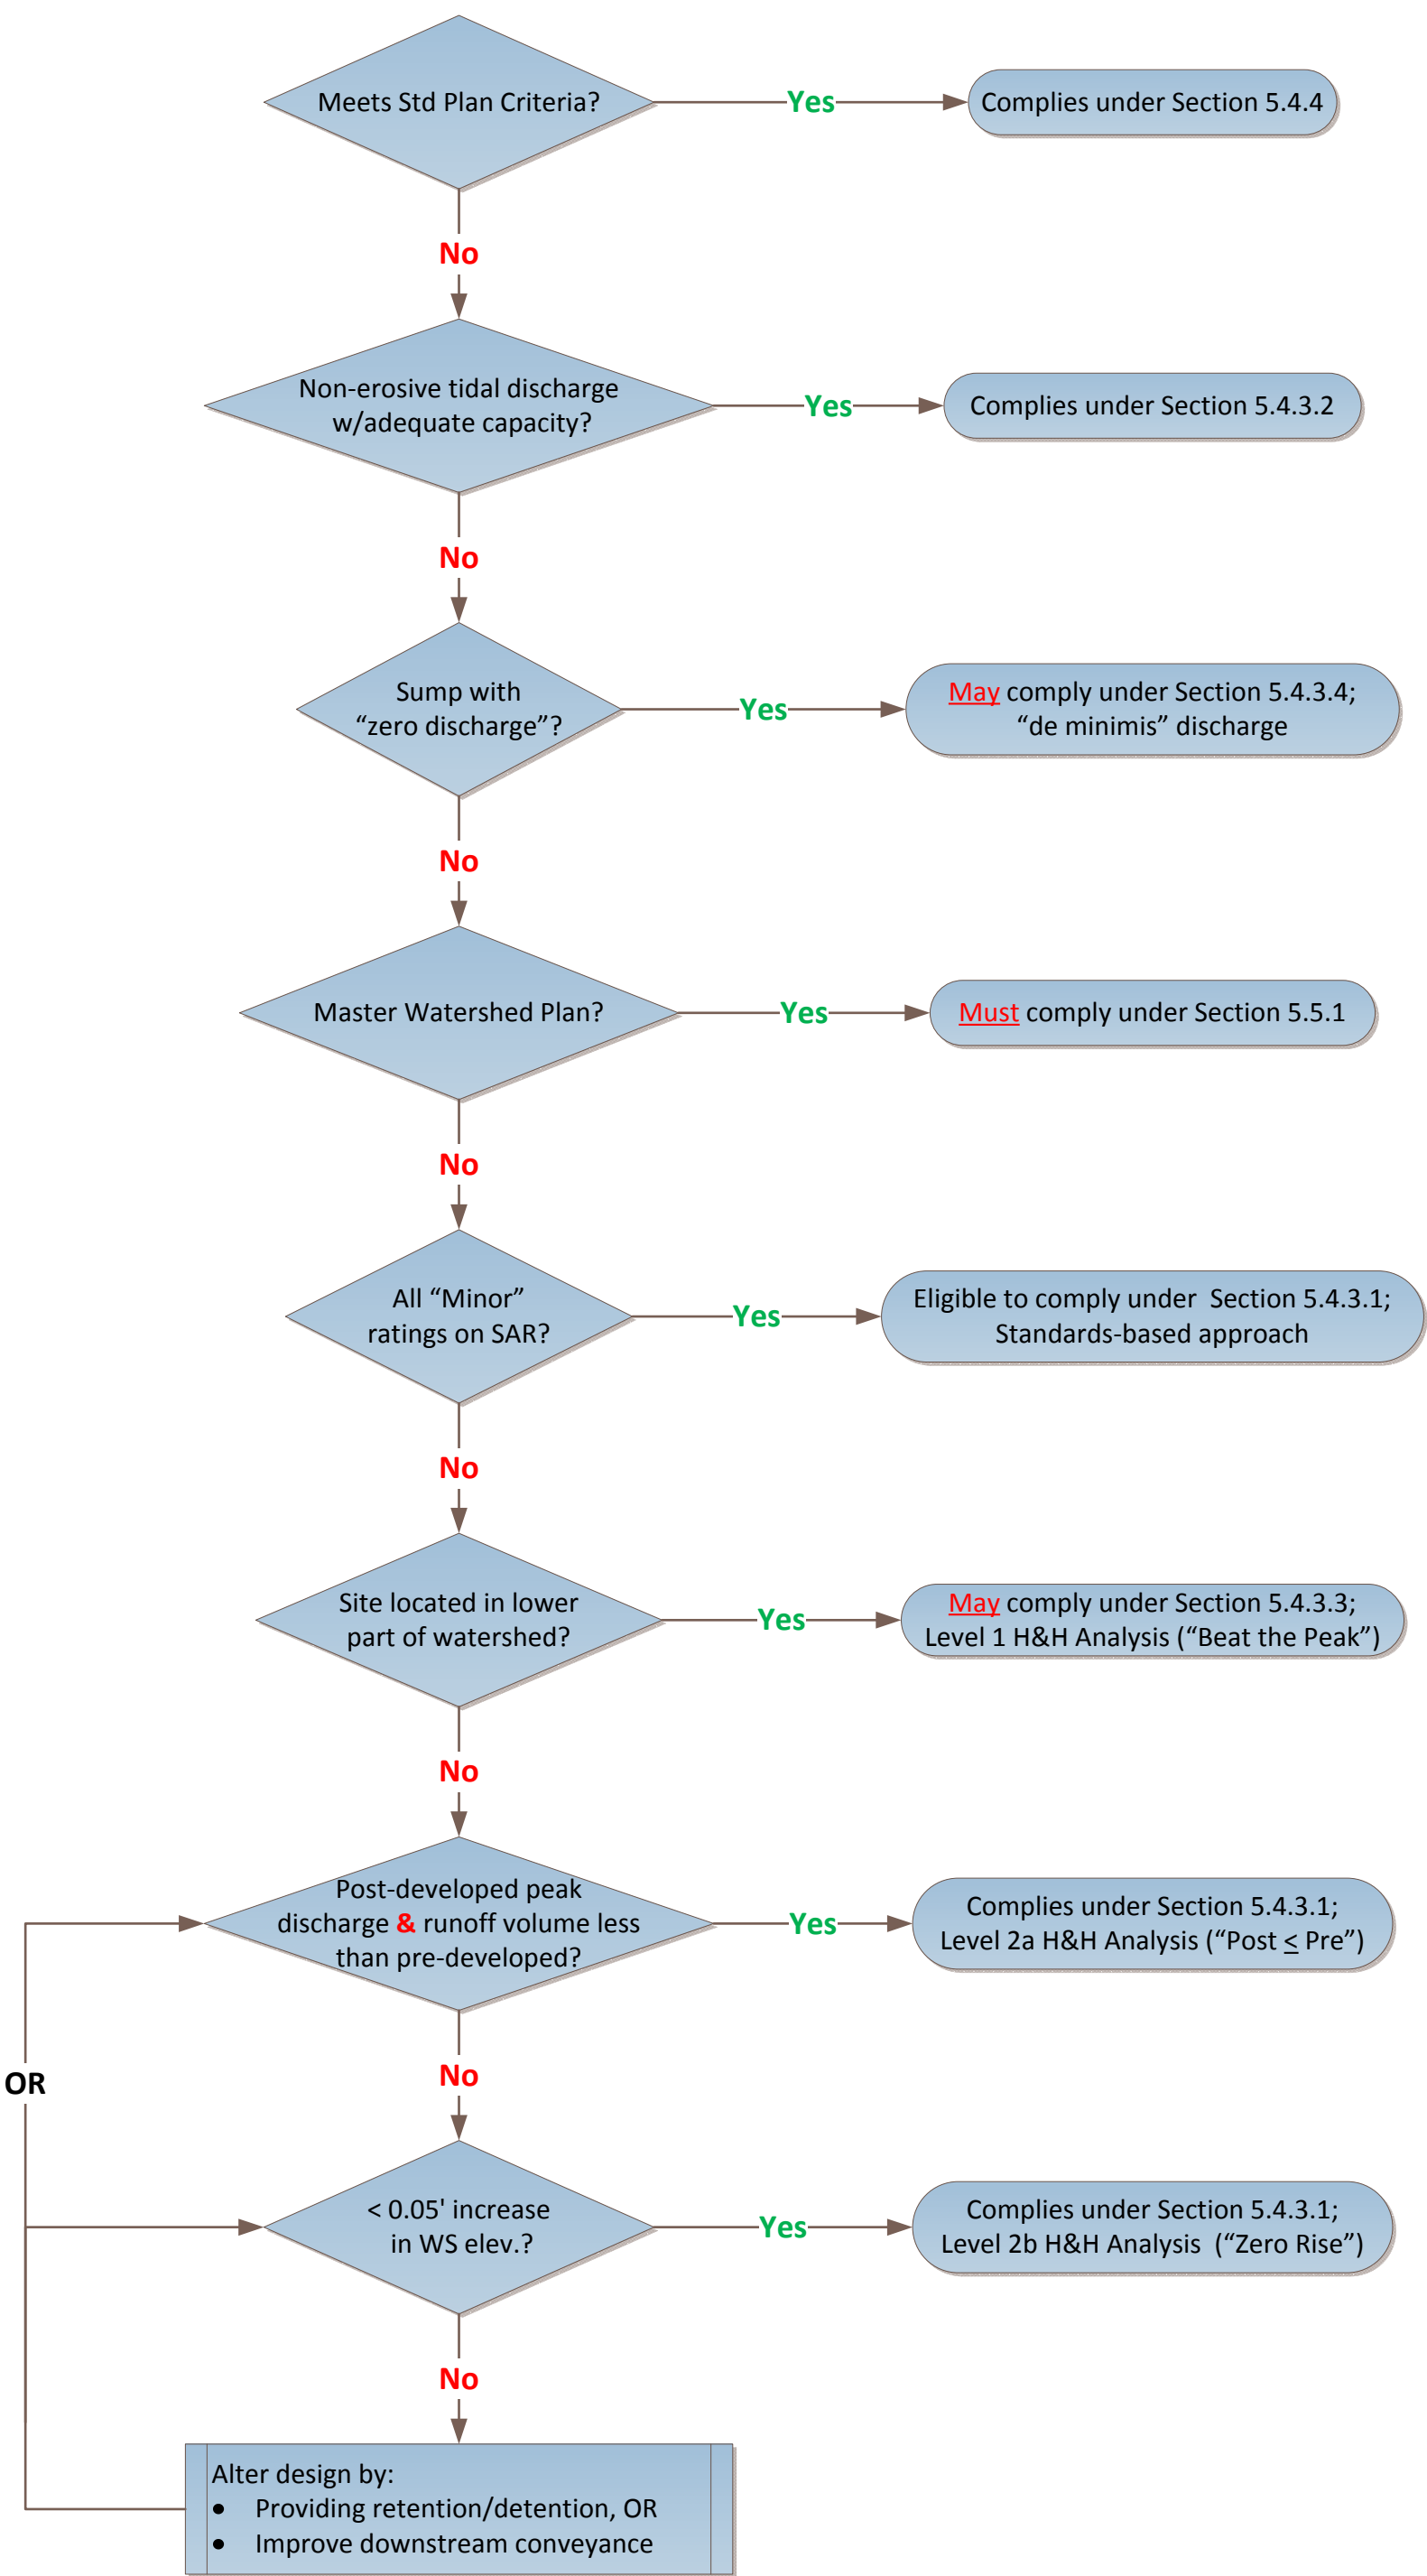 Meets Std Plan Criteria?
Yes
Complies under Section 5.4.4
No
Non-erosive tidal discharge
w/adequate capacity?
Yes
Complies under Section 5.4.3.2
No
Sump with
“zero discharge”?
Yes
May comply under Section 5.4.3.4;
“de minimis” discharge
No
Master Watershed Plan?
Yes
Must comply under Section 5.5.1
No
All “Minor”
ratings on SAR?
Yes
Eligible to comply under Section 5.4.3.1;
Standards-based approach
No
Site located in lower
part of watershed?
Yes
May comply under Section 5.4.3.3;
Level 1 H&H Analysis (“Beat the Peak”)
No
Post-developed peak
discharge & runoff volume less
than pre-developed?
Yes
Complies under Section 5.4.3.1;
Level 2a H&H Analysis (“Post ≤ Pre”)
OR
No
< 0.05' increase
in WS elev.?
Yes
Complies under Section 5.4.3.1;
Level 2b H&H Analysis (“Zero Rise”)
No
Alter design by:
• Providing retention/detention, OR
• Improve downstream conveyance